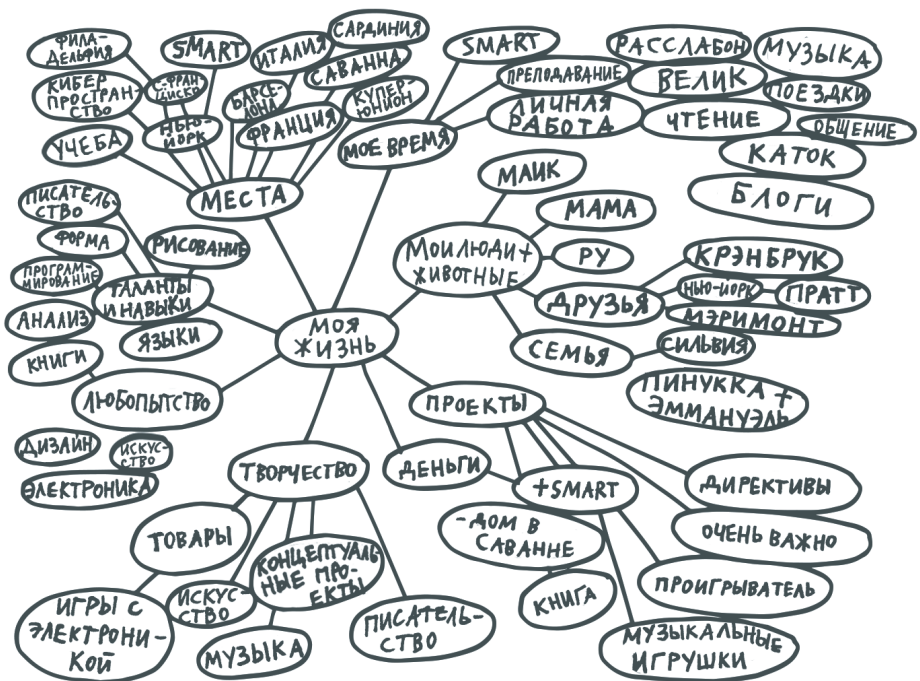 ФИЛА-
ДЕЛЬФИЯ
SMART
ИТАЛИЯ
САРДИНИЯ
КИБЕР
ПРОСТРАН-
СТВО
С-ФРАН-
ЦИСКО
БАРСЕ-
ЛОНА
САВАННА
КУПЕР-
ЮНИОН
УЧЕБА
НЬЮ-
ЙОРК
ФРАНЦИЯ
МЕСТА
МОЕ ВРЕМЯ
SMART
ПРЕПОДАВАНИЕ
ЛИЧНАЯ
РАБОТА
РАССЛАБОН
МУЗЫКА
ВЕЛИК
ПОЕЗДКИ
ЧТЕНИЕ
ОБЩЕНИЕ
КАТОК
БЛОГИ
ПИСАТЕЛЬ-
СТВО
ФОРМА
РИСОВАНИЕ
ПРОГРАМ-
МИРОВАНИЕ
ТАЛАНТЫ
И НАВЫКИ
АНАЛИЗ
ЯЗЫКИ
КНИГИ
ЛЮБОПЫТСТВО
ДИЗАЙН
ИСКУС-
СТВО
ЭЛЕКТРОНИКА
МОЯ
ЖИЗНЬ
МОИ ЛЮДИ +
ЖИВОТНЫЕ
МАИК
МАМА
РУ
ДРУЗЬЯ
КРЭНБРУК
НЬЮ-ЙОРК
ПРАТТ
МЭРИМОНТ
СЕМЬЯ
СИЛЬВИЯ
ПИНУККА +
ЭММАНУЭЛЬ
ПРОЕКТЫ
ДЕНЬГИ
+SMART
-ДОМ В
САВАННЕ
КНИГА
ДИРЕКТИВЫ
ОЧЕНЬ ВАЖНО
ПРОИГРЫВАТЕЛЬ
МУЗЫКАЛЬНЫЕ
ИГРУШКИ
ТВОРЧЕСТВО
ТОВАРЫ
ИГРЫ С
ЭЛЕКТРОНИ-
КОЙ
ИСКУС-
СТВО
КОНЦЕПТУАЛЬ-
НЫЕ ПРО-
ЕКТЫ
МУЗЫКА
ПИСАТЕЛЬ-
СТВО